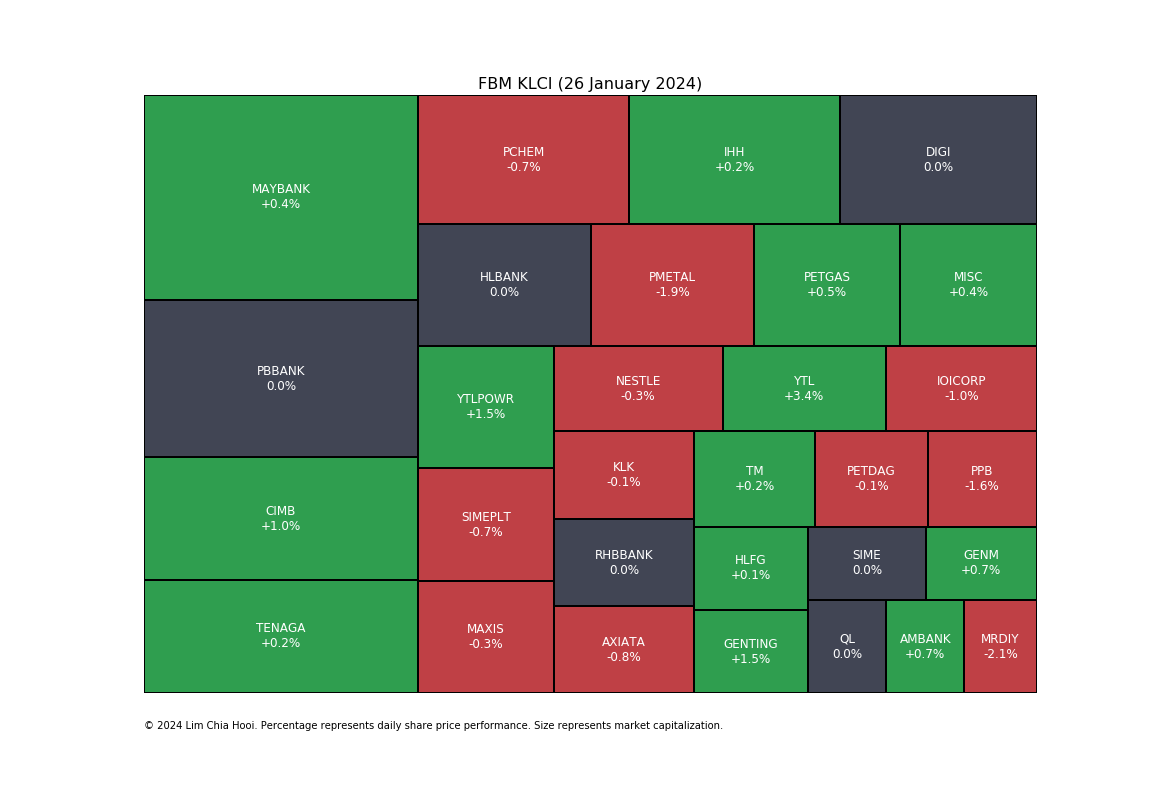 FBM KLCI (26 January 2024)
MAYBANK
+0.4%
PCHEM
-0.7%
IHH
+0.2%
DIGI
0.0%
HLBANK
0.0%
PMETAL
-1.9%
PETGAS
+0.5%
MISC
+0.4%
PBBANK
0.0%
YTLPOWR
+1.5%
NESTLE
-0.3%
YTL
+3.4%
IOICORP
-1.0%
KLK
-0.1%
TM
+0.2%
PETDAG
-0.1%
PPB
-1.6%
CIMB
+1.0%
SIMEPLT
-0.7%
RHBBANK
0.0%
HLFG
+0.1%
SIME
0.0%
GENM
+0.7%
TENAGA
+0.2%
MAXIS
-0.3%
AXIATA
-0.8%
GENTING
+1.5%
QL
0.0%
AMBANK
+0.7%
MRDIY
-2.1%
© 2024 Lim Chia Hooi. Percentage represents daily share price performance. Size represents market capitalization.